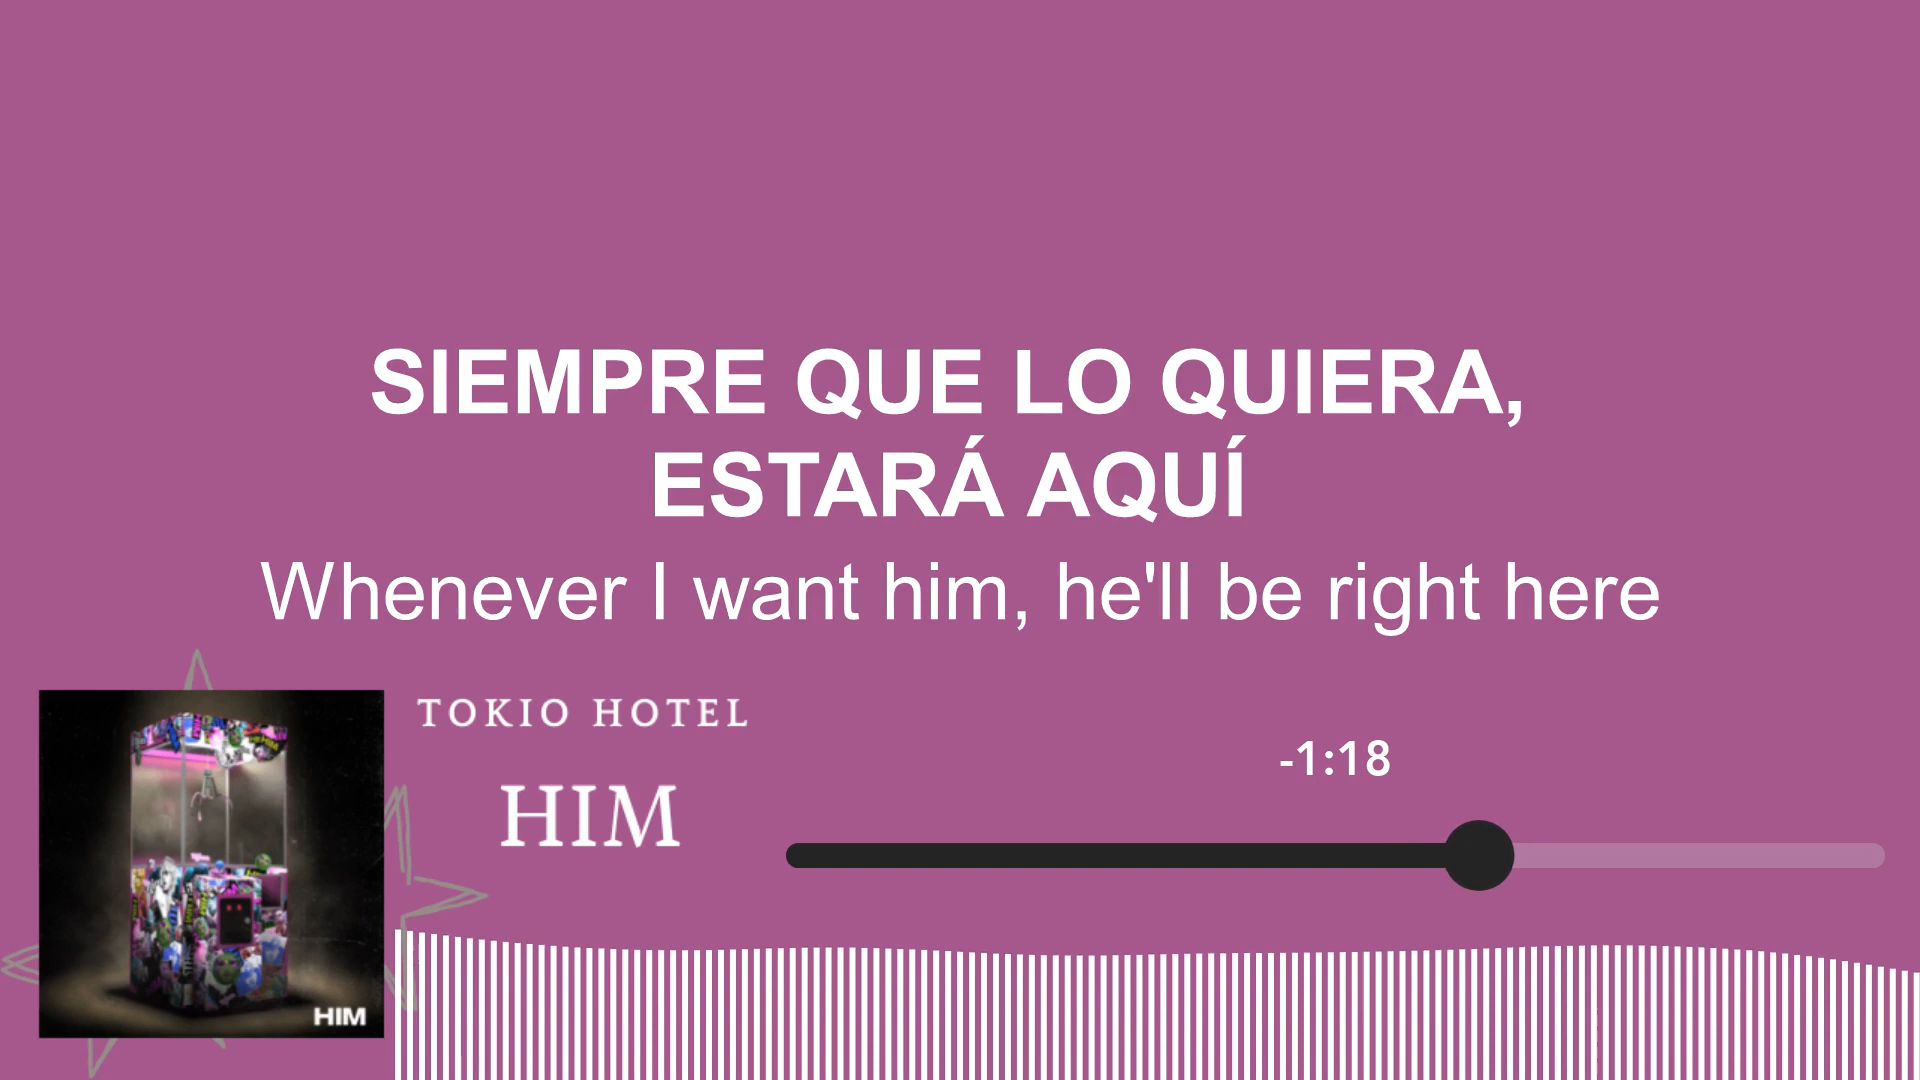 SIEMPRE QUE LO QUIERA,
ESTARÁ AQUÍ
Whenever I want him, he'll be right here
TOKIO HOTEL
HIM
-1:18
HIM